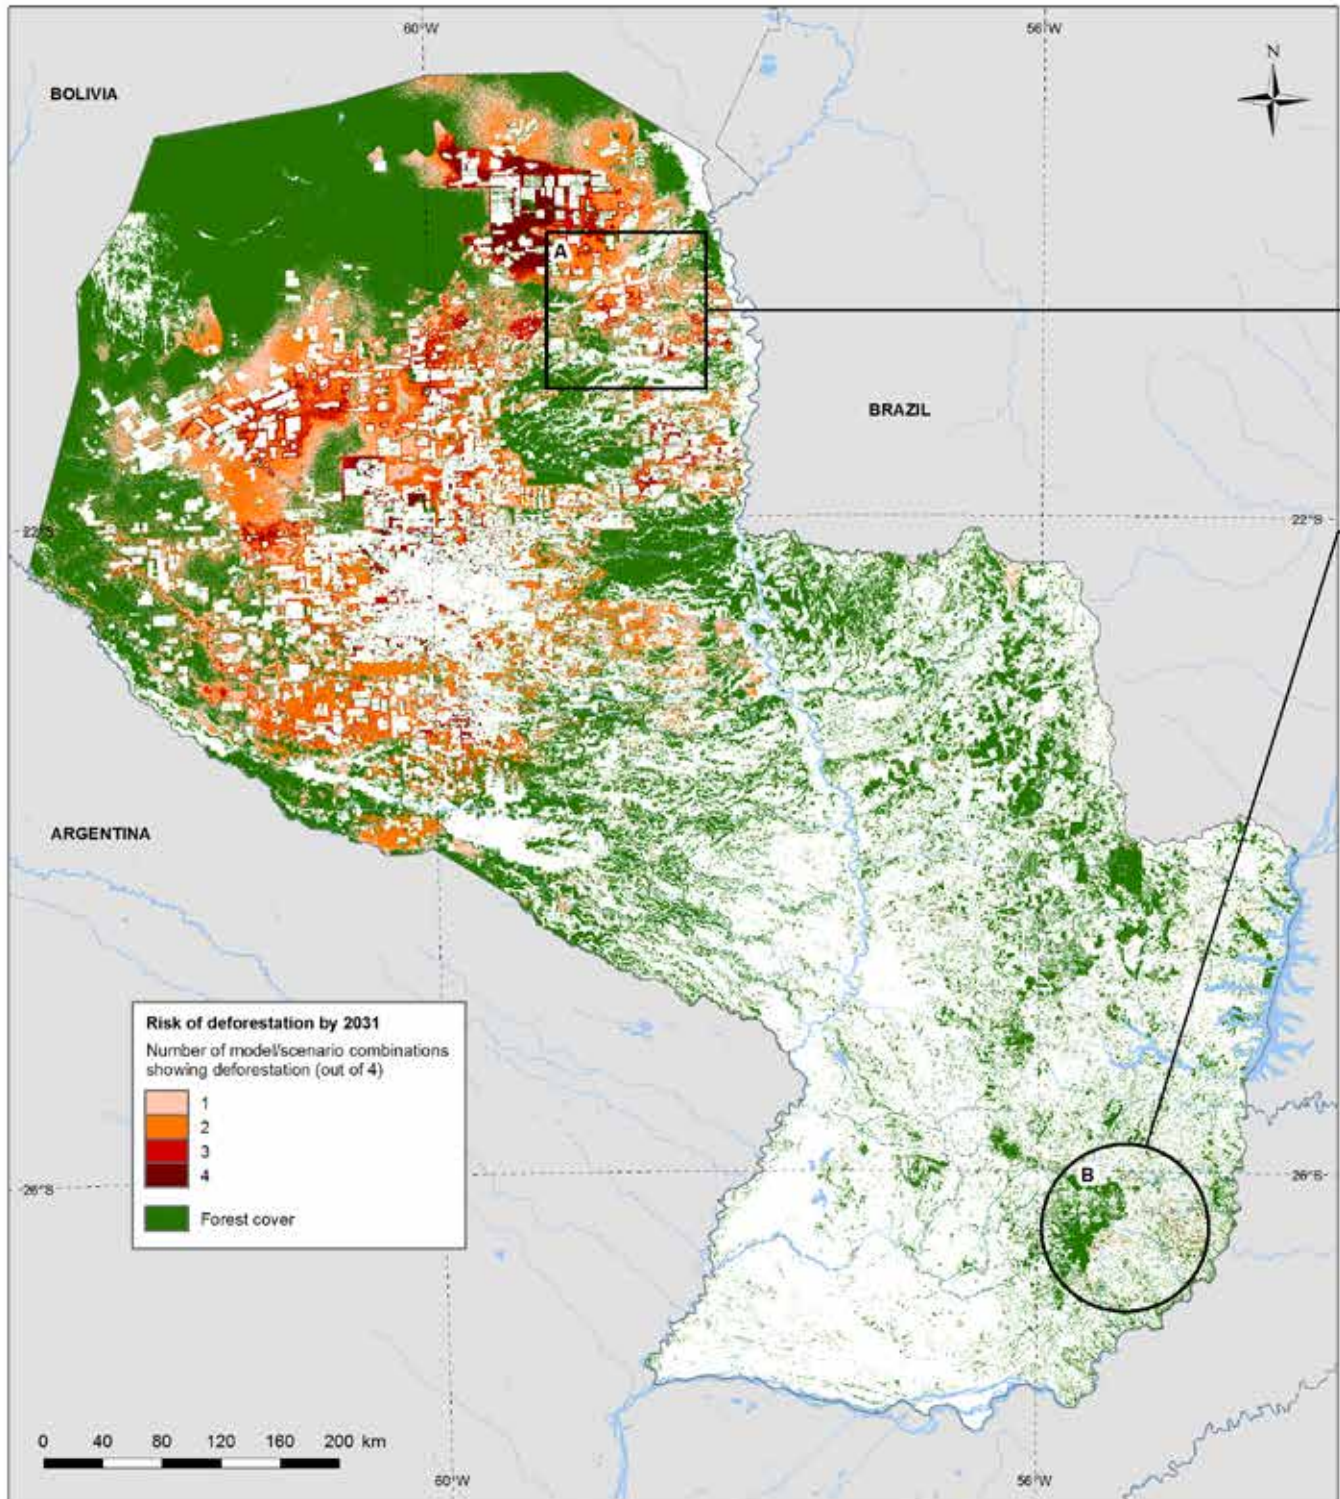 60°W
56°W
N
BOLIVIA
A
BRAZIL
22°S
22°S
ARGENTINA
Risk of deforestation by 2031
Number of model/scenario combinations
showing deforestation (out of 4)
1
2
3
4
Forest cover
26°S
26°S
B
0 40 80 120 160 200 km
60°W
56°W